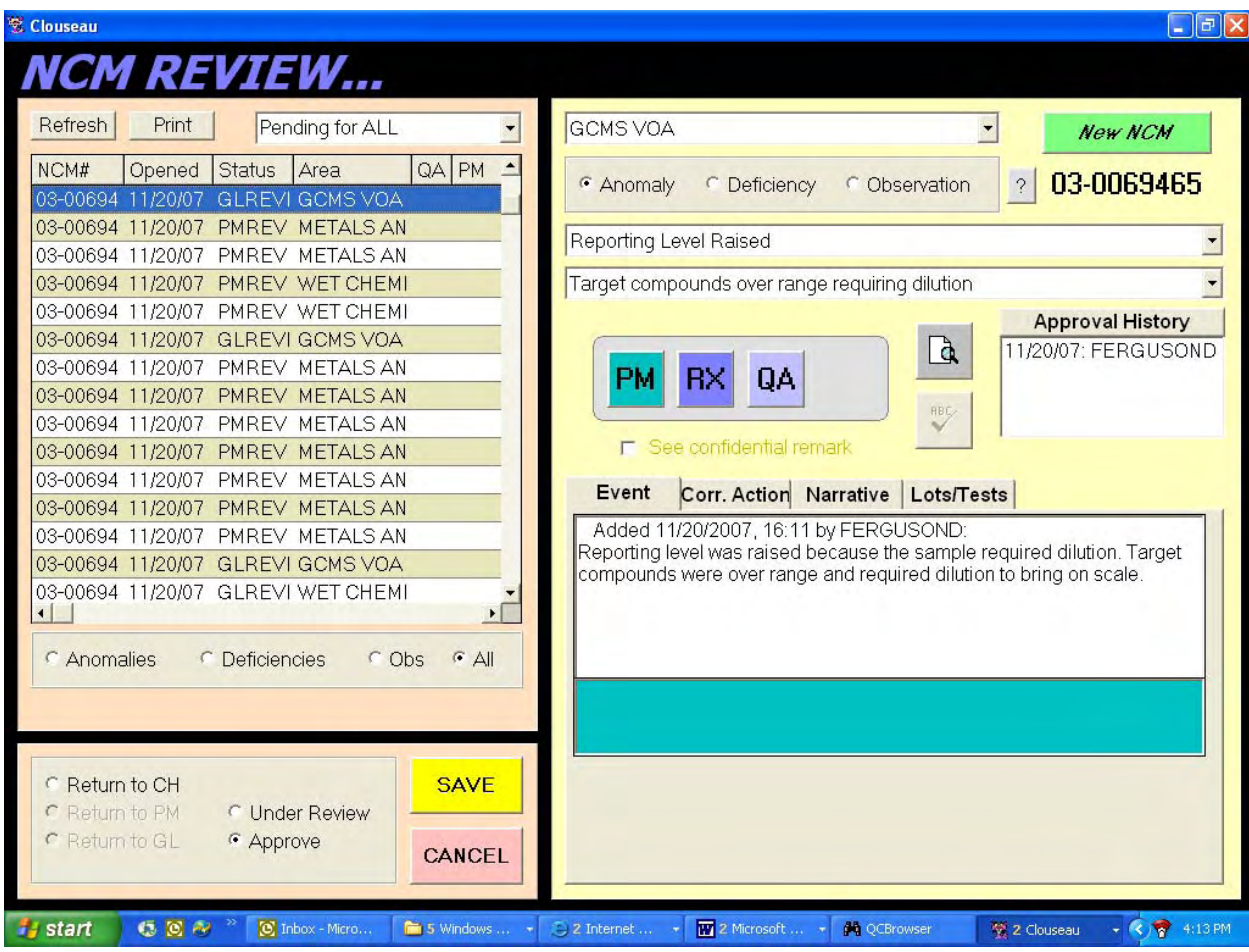 Clouseau
NCM REVIEW...
Refresh Print Pending for ALL
NCM# Opened Status Area QA PM
03-00694 11/20/07 GLREVI GCMS VOA
03-00694 11/20/07 PMREV METALS AN
03-00694 11/20/07 PMREV METALS AN
03-00694 11/20/07 PMREV WET CHEMI
03-00694 11/20/07 PMREV WET CHEMI
03-00694 11/20/07 GLREVI GCMS VOA
03-00694 11/20/07 PMREV METALS AN
03-00694 11/20/07 PMREV METALS AN
03-00694 11/20/07 PMREV METALS AN
03-00694 11/20/07 PMREV METALS AN
03-00694 11/20/07 PMREV METALS AN
03-00694 11/20/07 PMREV METALS AN
03-00694 11/20/07 PMREV METALS AN
03-00694 11/20/07 GLREVI GCMS VOA
03-00694 11/20/07 GLREVI WET CHEMI
Anomalies Deficiencies Obs All
Return to CH
Return to PM Under Review
Return to GL Approve
SAVE
CANCEL
GCMS VOA New NCM
Anomaly Deficiency Observation ? 03-0069465
Reporting Level Raised
Target compounds over range requiring dilution
PM RX QA
ABC
Approval History
11/20/07: FERGUSOND
See confidential remark
Event Corr. Action Narrative Lots/Tests
Added 11/20/2007, 16:11 by FERGUSOND:
Reporting level was raised because the sample required dilution. Target
compounds were over range and required dilution to bring on scale.
start Inbox - Micro... 5 Windows ... 2 Internet ... 2 Microsoft ... QCBrowser 2 Clouseau 4:13 PM